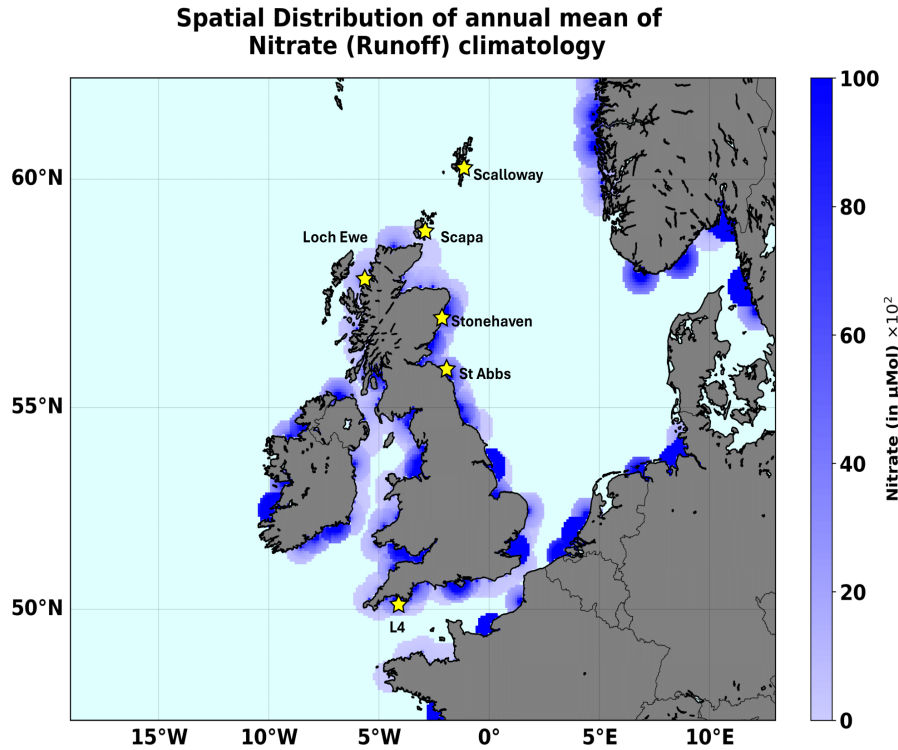 Spatial Distribution of annual mean of
Nitrate (Runoff) climatology
60°N
55°N
50°N
15°W
10°W
5°W
0°
5°E
10°E
Scalloway
Loch Ewe
Scapa
Stonehaven
St Abbs
L4
100
80
60
40
20
0
Nitrate (in uMol) ×10²